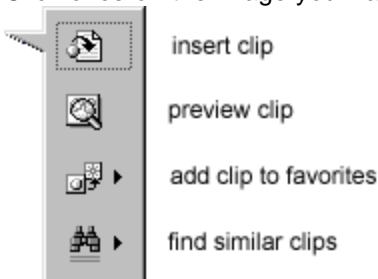 insert clip
preview clip
add clip to favorites
find similar clips